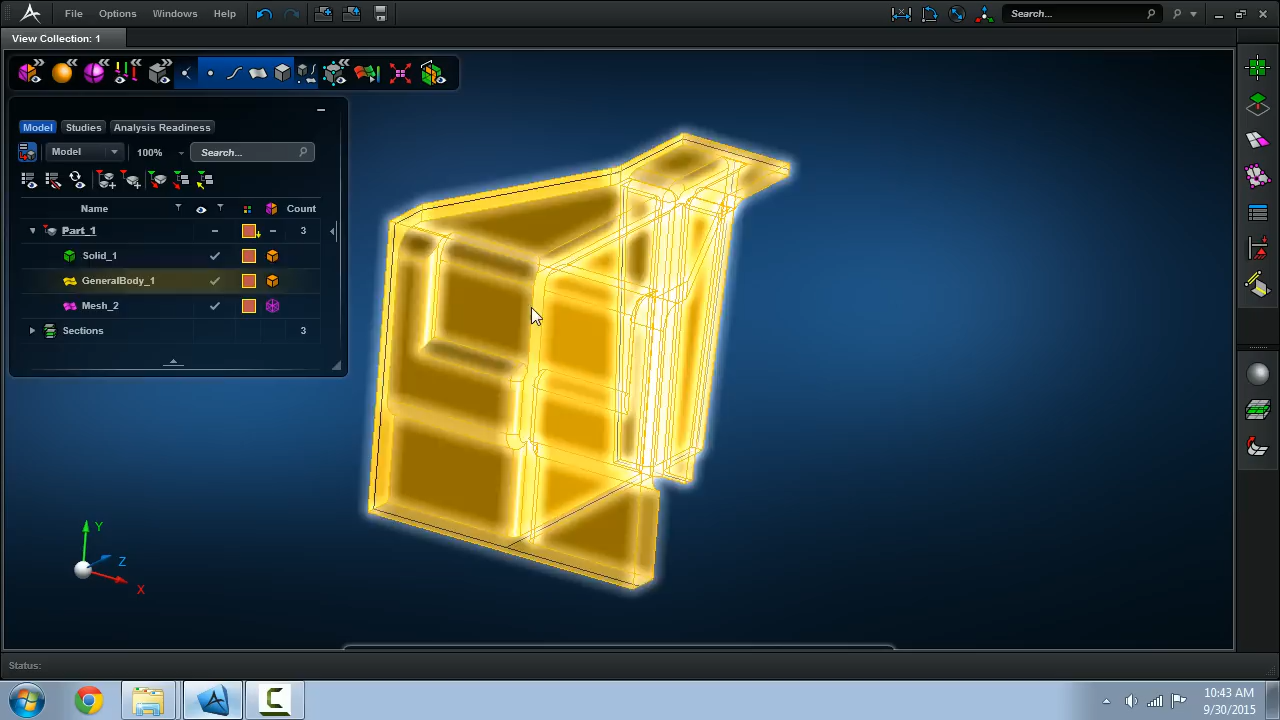 File Options Windows Help Search...
View Collection: 1
Model Studies Analysis Readiness
Model 100% Search...
Name Count
Part_1 3
Solid_1
GeneralBody_1
Mesh_2
Sections 3
Y
Z
X
Status:
10:43 AM
9/30/2015